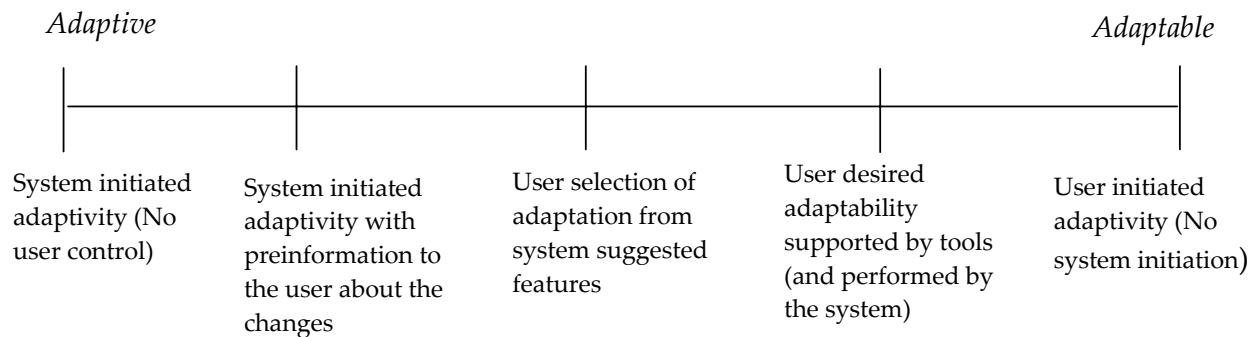 Adaptive
Adaptable
System initiated
adaptivity (No
user control)
System initiated
adaptivity with
preinformation to
the user about the
changes
User selection of
adaptation from
system suggested
features
User desired
adaptability
supported by tools
(and performed by
the system)
User initiated
adaptivity (No
system initiation)